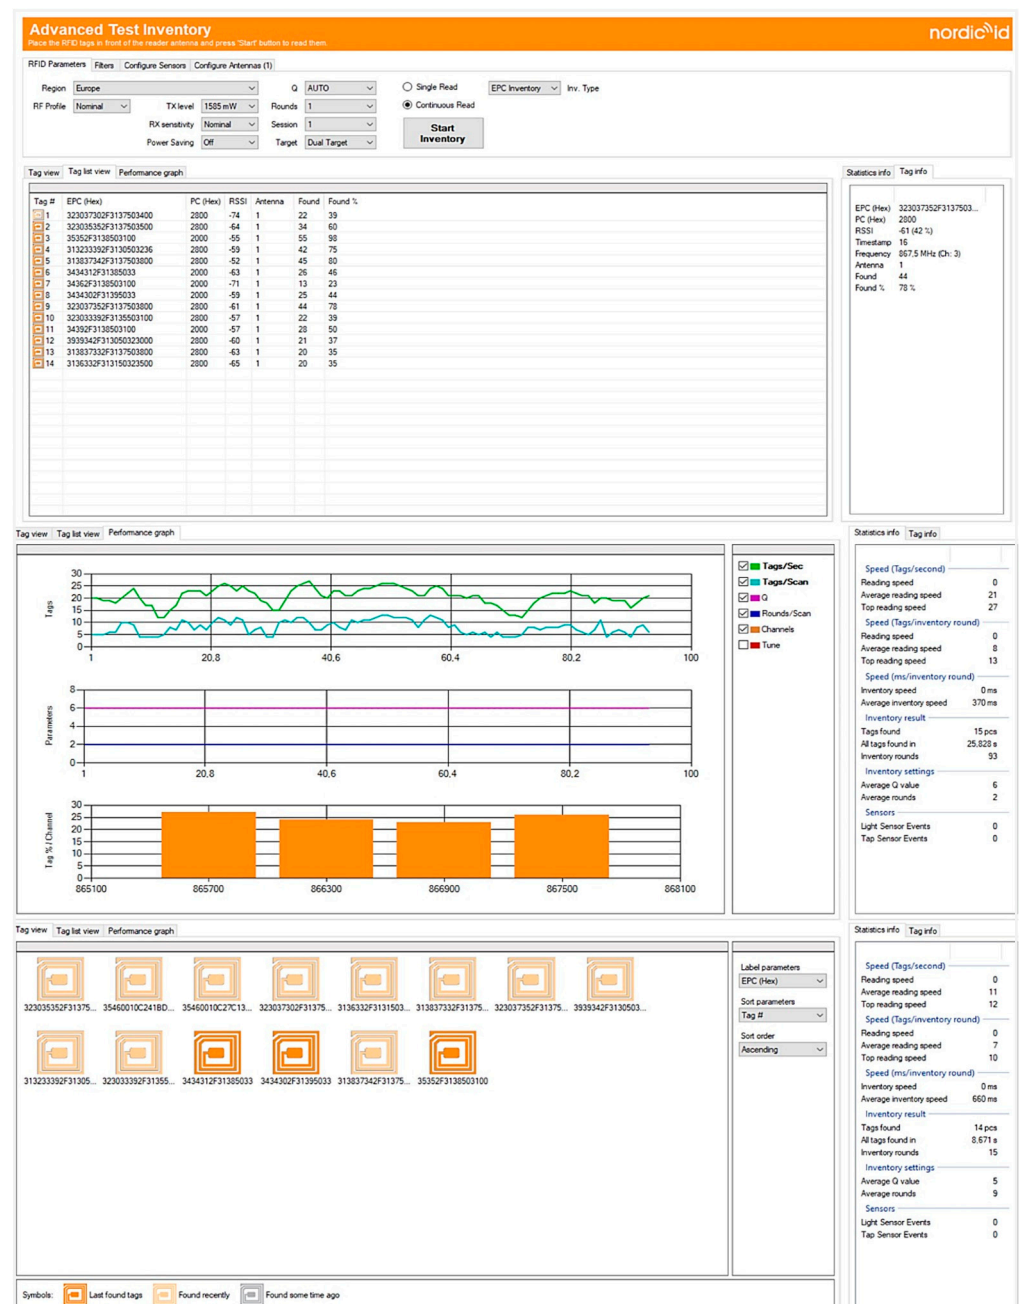 Advanced Test Inventory
Place the RFID tags in front of the reader antenna and press 'Start' button to read them.
nordic id
RFID Parameters Filters Configure Sensors Configure Antennas (1)
Region Europe Q AUTO Single Read EPC Inventory Inv. Type
RF Profile Nominal TX level 1585 mW Rounds 1 Continuous Read
RX sensitivity Nominal Session 1 Start
Power Saving Off Target Dual Target Inventory
Tag view Tag list view Performance graph Statistics info Tag info
Tag # EPC (Hex) PC (Hex) RSSI Antenna Found Found %
1 323037302F3137503400 2800 -74 1 22 39
2 323035352F3137503500 2800 -64 1 34 60
3 35352F3138503100 2000 -55 1 55 98
4 313233392F3130503236 2800 -59 1 42 75
5 313837342F3137503800 2800 -52 1 45 80
6 3434312F31385033 2000 -63 1 26 46
7 34362F3138503100 2000 -71 1 13 23
8 3434302F31395033 2000 -59 1 25 44
9 323037352F3137503800 2800 -61 1 44 78
10 323033392F3135503100 2800 -57 1 22 39
11 34392F3138503100 2000 -57 1 28 50
12 3939342F313050323000 2800 -60 1 21 37
13 313837332F3137503800 2800 -63 1 20 35
14 3136332F313150323500 2800 -65 1 20 35
EPC (Hex) 323037352F3137503...
PC (Hex) 2800
RSSI -61 (42 %)
Timestamp 16
Frequency 867,5 MHz (Ch: 3)
Antenna 1
Found 44
Found % 78 %
Tag view Tag list view Performance graph Statistics info Tag info
Tags
30
25
20
15
10
5
0
1 20,8 40,6 60,4 80,2 100
Parameters
8
6
4
2
0
1 20,8 40,6 60,4 80,2 100
Tag % / Channel
30
25
20
15
10
5
0
865100 865700 866300 866900 867500 868100
Tags/Sec
Tags/Scan
Q
Rounds/Scan
Channels
Tune
Speed (Tags/second)
Reading speed 0
Average reading speed 21
Top reading speed 27
Speed (Tags/inventory round)
Reading speed 0
Average reading speed 8
Top reading speed 13
Speed (ms/inventory round)
Inventory speed 0 ms
Average inventory speed 370 ms
Inventory result
Tags found 15 pcs
All tags found in 25,828 s
Inventory rounds 93
Inventory settings
Average Q value 6
Average rounds 2
Sensors
Light Sensor Events 0
Tap Sensor Events 0
Tag view Tag list view Performance graph Statistics info Tag info
323035352F31375... 35460010C241BD... 35460010C27C13... 323037302F31375... 3136332F3131503... 313837332F31375... 323037352F31375... 3939342F3130503...
313233392F31305... 323033392F31355... 3434312F31385033 3434302F31395033 313837342F31375... 35352F3138503100
Label parameters
EPC (Hex)
Sort parameters
Tag #
Sort order
Ascending
Speed (Tags/second)
Reading speed 0
Average reading speed 11
Top reading speed 12
Speed (Tags/inventory round)
Reading speed 0
Average reading speed 7
Top reading speed 10
Speed (ms/inventory round)
Inventory speed 0 ms
Average inventory speed 660 ms
Inventory result
Tags found 14 pcs
All tags found in 8,671 s
Inventory rounds 15
Inventory settings
Average Q value 5
Average rounds 9
Sensors
Light Sensor Events 0
Tap Sensor Events 0
Symbols: Last found tags Found recently Found some time ago